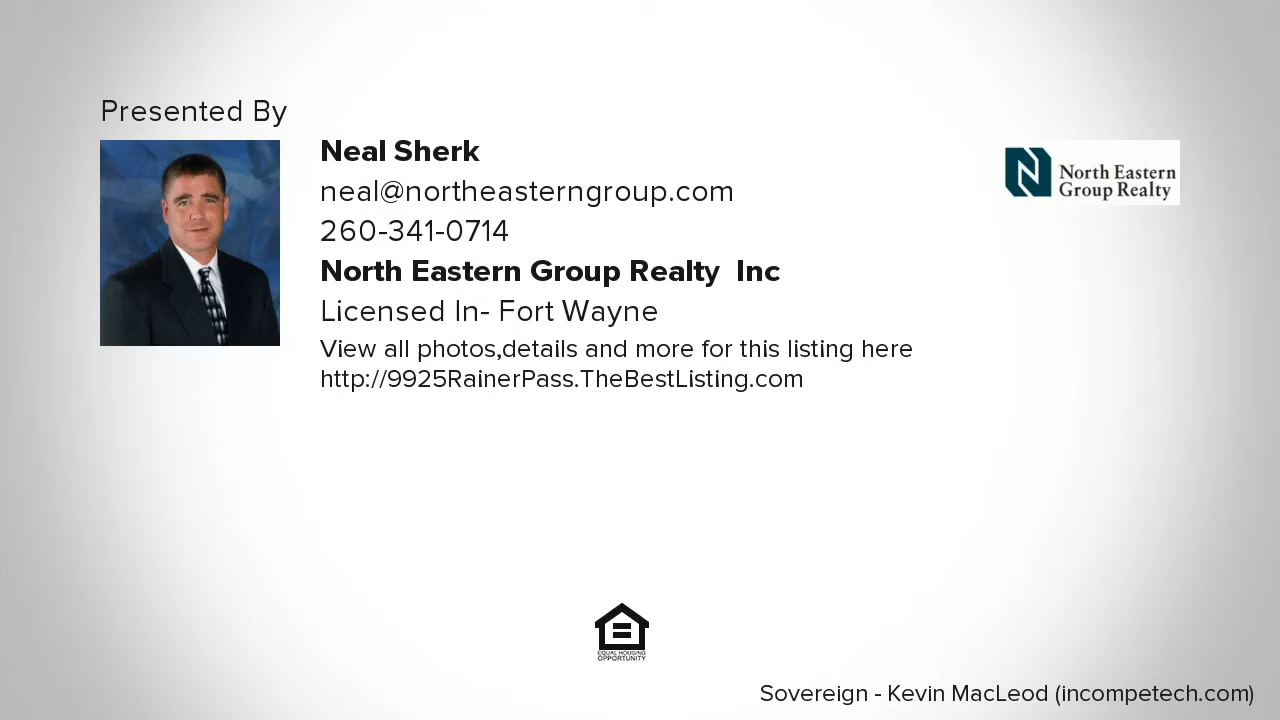 Presented By
Neal Sherk
neal@northeasterngroup.com
260-341-0714
North Eastern Group Realty  Inc
Licensed In- Fort Wayne
View all photos,details and more for this listing here
http://9925RainerPass.TheBestListing.com
North Eastern
Group Realty
EQUAL HOUSING
OPPORTUNITY
Sovereign - Kevin MacLeod (incompetech.com)